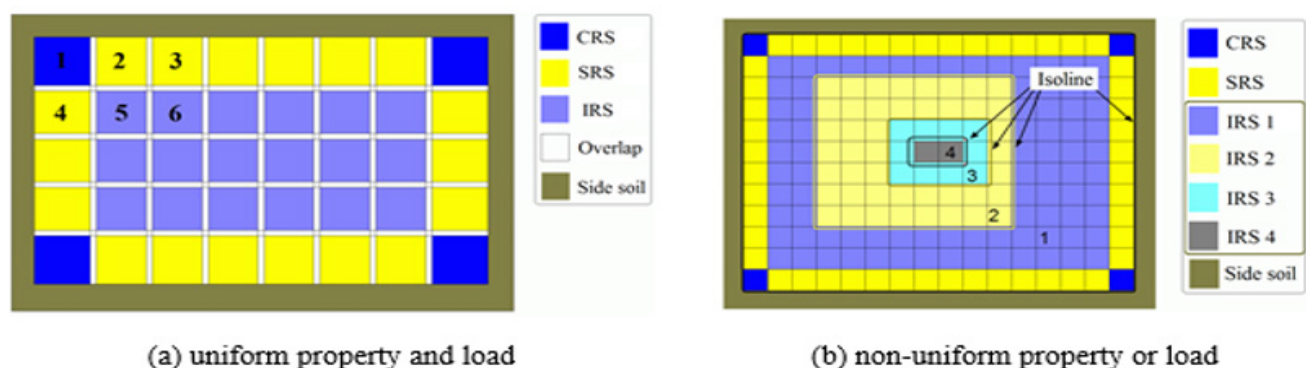 1 2 3
4 5 6
CRS
SRS
IRS
Overlap
Side soil
Isoline
4
3
2
1
CRS
SRS
IRS 1
IRS 2
IRS 3
IRS 4
Side soil
(a) uniform property and load
(b) non-uniform property or load